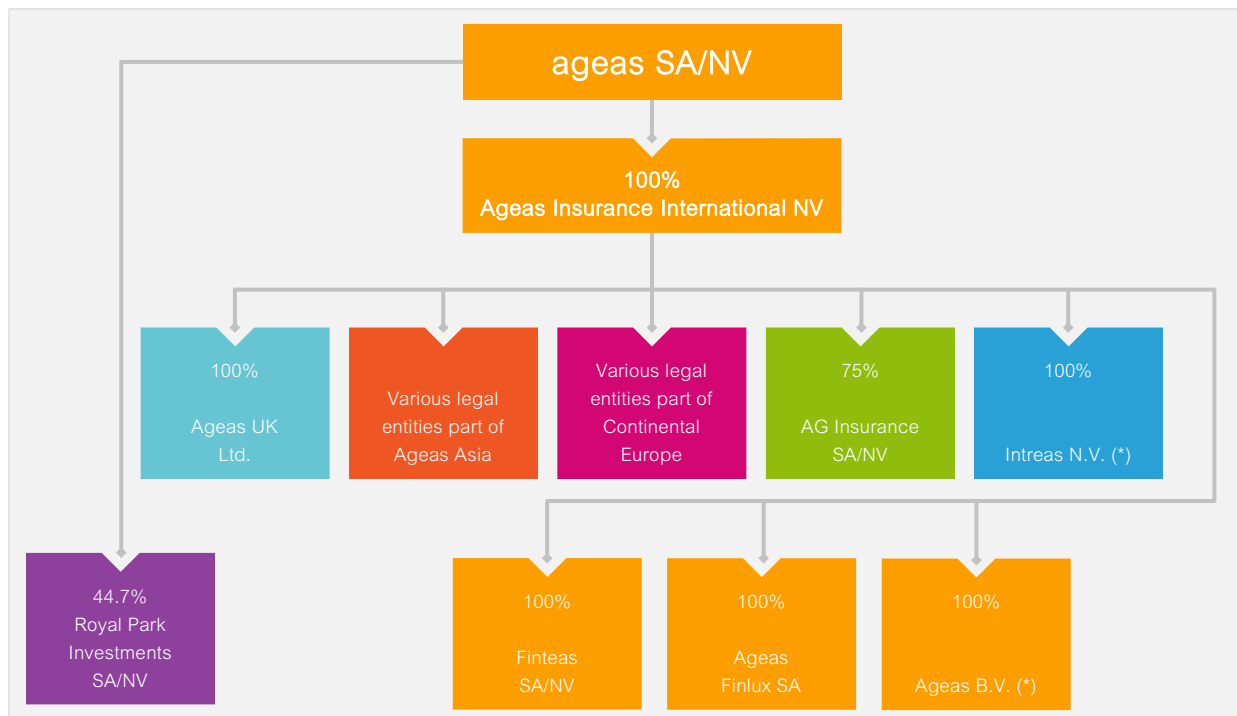 ageas SA/NV
100%
Ageas Insurance International NV
100%
Ageas UK
Ltd.
Various legal
entities part of
Ageas Asia
Various legal
entities part of
Continental
Europe
75%
AG Insurance
SA/NV
100%
Intreas N.V. (*)
44.7%
Royal Park
Investments
SA/NV
100%
Finteas
SA/NV
100%
Ageas
Finlux SA
100%
Ageas B.V. (*)